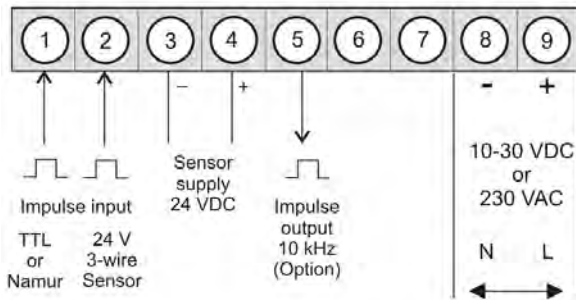 1 2 3 4 5 6 7 8 9
– + - +
Impulse input
TTL
or
Namur
24 V
3-wire
Sensor
Sensor
supply
24 VDC
Impulse
output
10 kHz
(Option)
10-30 VDC
or
230 VAC
N L